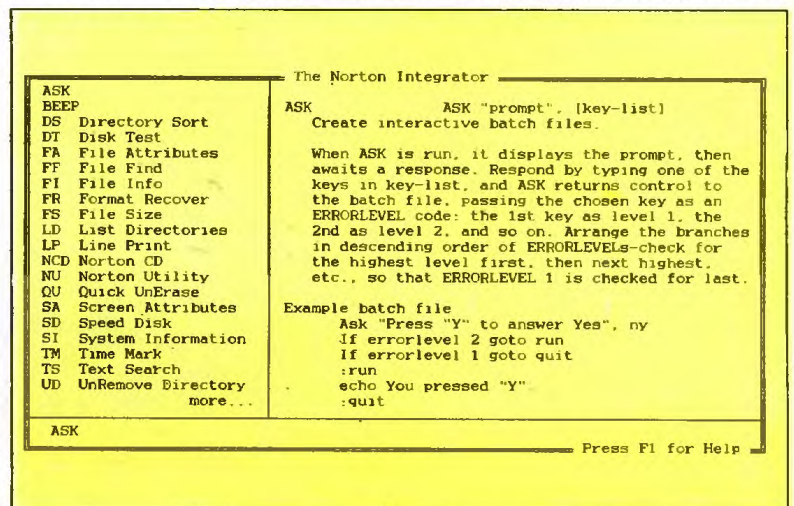 The Norton Integrator
ASK
BEEP
DS Directory Sort
DT Disk Test
FA File Attributes
FF File Find
FI File Info
FR Format Recover
FS File Size
LD List Directories
LP Line Print
NCD Norton CD
NU Norton Utility
QU Quick UnErase
SA Screen Attributes
SD Speed Disk
SI System Information
TM Time Mark
TS Text Search
UD UnRemove Directory
more...
ASK ASK "prompt", [key-list]
Create interactive batch files.
When ASK is run, it displays the prompt, then
awaits a response. Respond by typing one of the
keys in key-list, and ASK returns control to
the batch file, passing the chosen key as an
ERRORLEVEL code: the 1st key as level 1, the
2nd as level 2, and so on. Arrange the branches
in descending order of ERRORLEVELs-check for
the highest level first, then next highest,
etc., so that ERRORLEVEL 1 is checked for last.
Example batch file
Ask "Press "Y" to answer Yes", ny
If errorlevel 2 goto run
If errorlevel 1 goto quit
:run
echo You pressed "Y"
:quit
ASK
Press F1 for Help